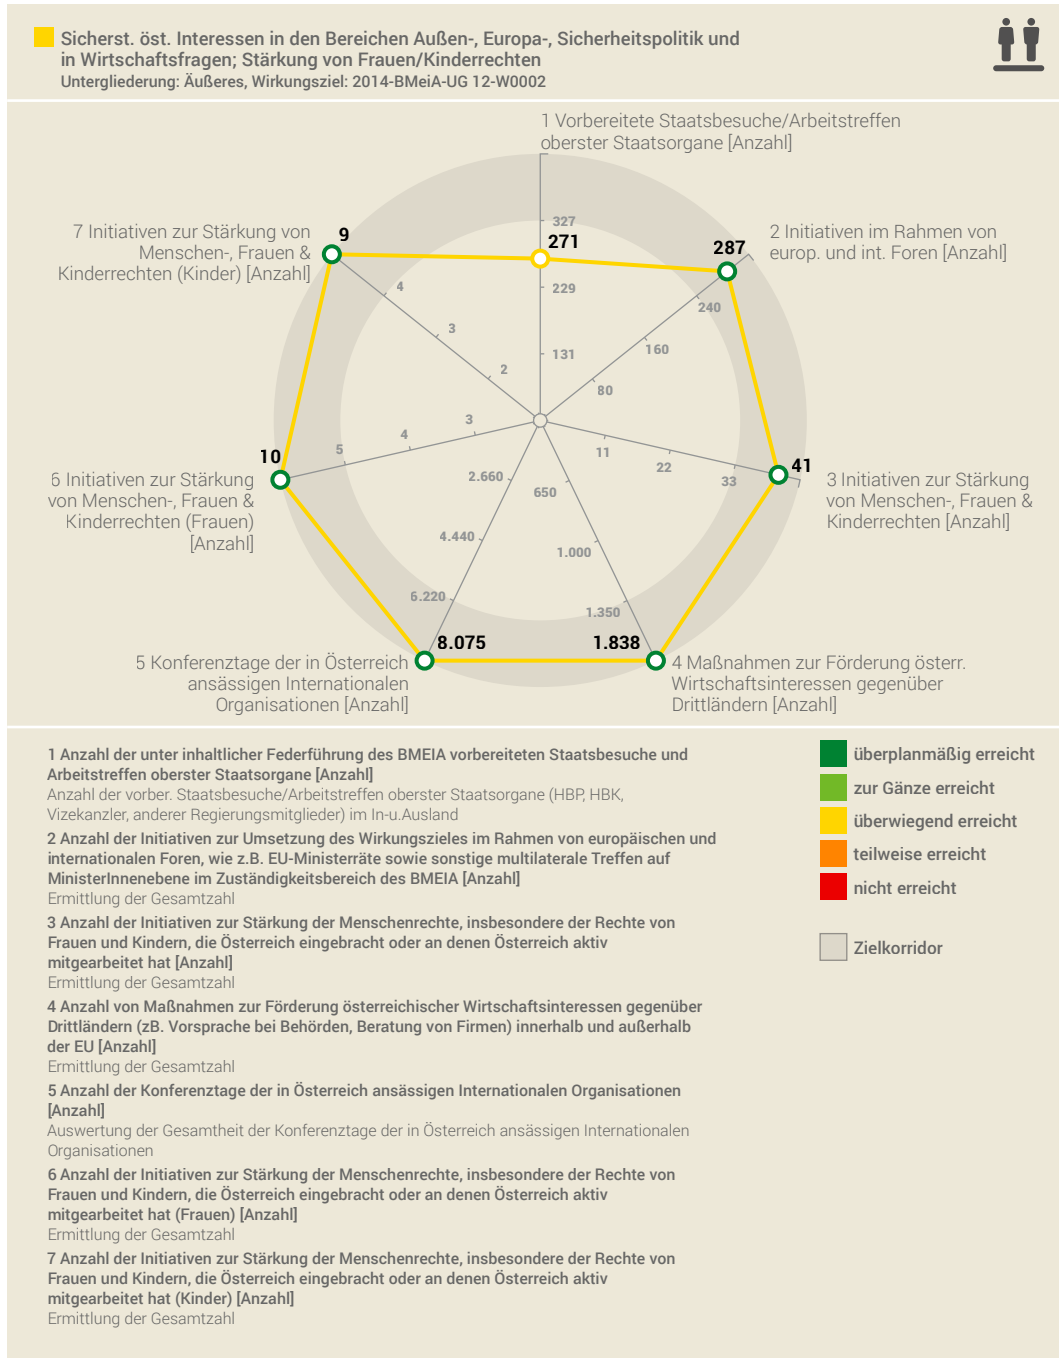 Sicherst. öst. Interessen in den Bereichen Außen-, Europa-, Sicherheitspolitik und
in Wirtschaftsfragen; Stärkung von Frauen/Kinderrechten
Untergliederung: Äußeres, Wirkungsziel: 2014-BMeiA-UG 12-W0002
1 Vorbereitete Staatsbesuche/Arbeitstreffen
oberster Staatsorgane [Anzahl]
327
271
229
131
2 Initiativen im Rahmen von
europ. und int. Foren [Anzahl]
287
240
160
80
3 Initiativen zur Stärkung
von Menschen-, Frauen &
Kinderrechten [Anzahl]
41
33
22
11
4 Maßnahmen zur Förderung österr.
Wirtschaftsinteressen gegenüber
Drittländern [Anzahl]
1.838
1.350
1.000
650
5 Konferenztage der in Österreich
ansässigen Internationalen
Organisationen [Anzahl]
8.075
6.220
4.440
2.660
6 Initiativen zur Stärkung
von Menschen-, Frauen &
Kinderrechten (Frauen)
[Anzahl]
10
5
4
3
7 Initiativen zur Stärkung von
Menschen-, Frauen &
Kinderrechten (Kinder) [Anzahl]
9
4
3
2
1 Anzahl der unter inhaltlicher Federführung des BMEIA vorbereiteten Staatsbesuche und
Arbeitstreffen oberster Staatsorgane [Anzahl]
Anzahl der vorber. Staatsbesuche/Arbeitstreffen oberster Staatsorgane (HBP, HBK,
Vizekanzler, anderer Regierungsmitglieder) im In-u.Ausland
2 Anzahl der Initiativen zur Umsetzung des Wirkungszieles im Rahmen von europäischen und
internationalen Foren, wie z.B. EU-Ministerräte sowie sonstige multilaterale Treffen auf
MinisterInnenebene im Zuständigkeitsbereich des BMEIA [Anzahl]
Ermittlung der Gesamtzahl
3 Anzahl der Initiativen zur Stärkung der Menschenrechte, insbesondere der Rechte von
Frauen und Kindern, die Österreich eingebracht oder an denen Österreich aktiv
mitgearbeitet hat [Anzahl]
Ermittlung der Gesamtzahl
4 Anzahl von Maßnahmen zur Förderung österreichischer Wirtschaftsinteressen gegenüber
Drittländern (zB. Vorsprache bei Behörden, Beratung von Firmen) innerhalb und außerhalb
der EU [Anzahl]
Ermittlung der Gesamtzahl
5 Anzahl der Konferenztage der in Österreich ansässigen Internationalen Organisationen
[Anzahl]
Auswertung der Gesamtheit der Konferenztage der in Österreich ansässigen Internationalen
Organisationen
6 Anzahl der Initiativen zur Stärkung der Menschenrechte, insbesondere der Rechte von
Frauen und Kindern, die Österreich eingebracht oder an denen Österreich aktiv
mitgearbeitet hat (Frauen) [Anzahl]
Ermittlung der Gesamtzahl
7 Anzahl der Initiativen zur Stärkung der Menschenrechte, insbesondere der Rechte von
Frauen und Kindern, die Österreich eingebracht oder an denen Österreich aktiv
mitgearbeitet hat (Kinder) [Anzahl]
Ermittlung der Gesamtzahl
überplanmäßig erreicht
zur Gänze erreicht
überwiegend erreicht
teilweise erreicht
nicht erreicht
Zielkorridor